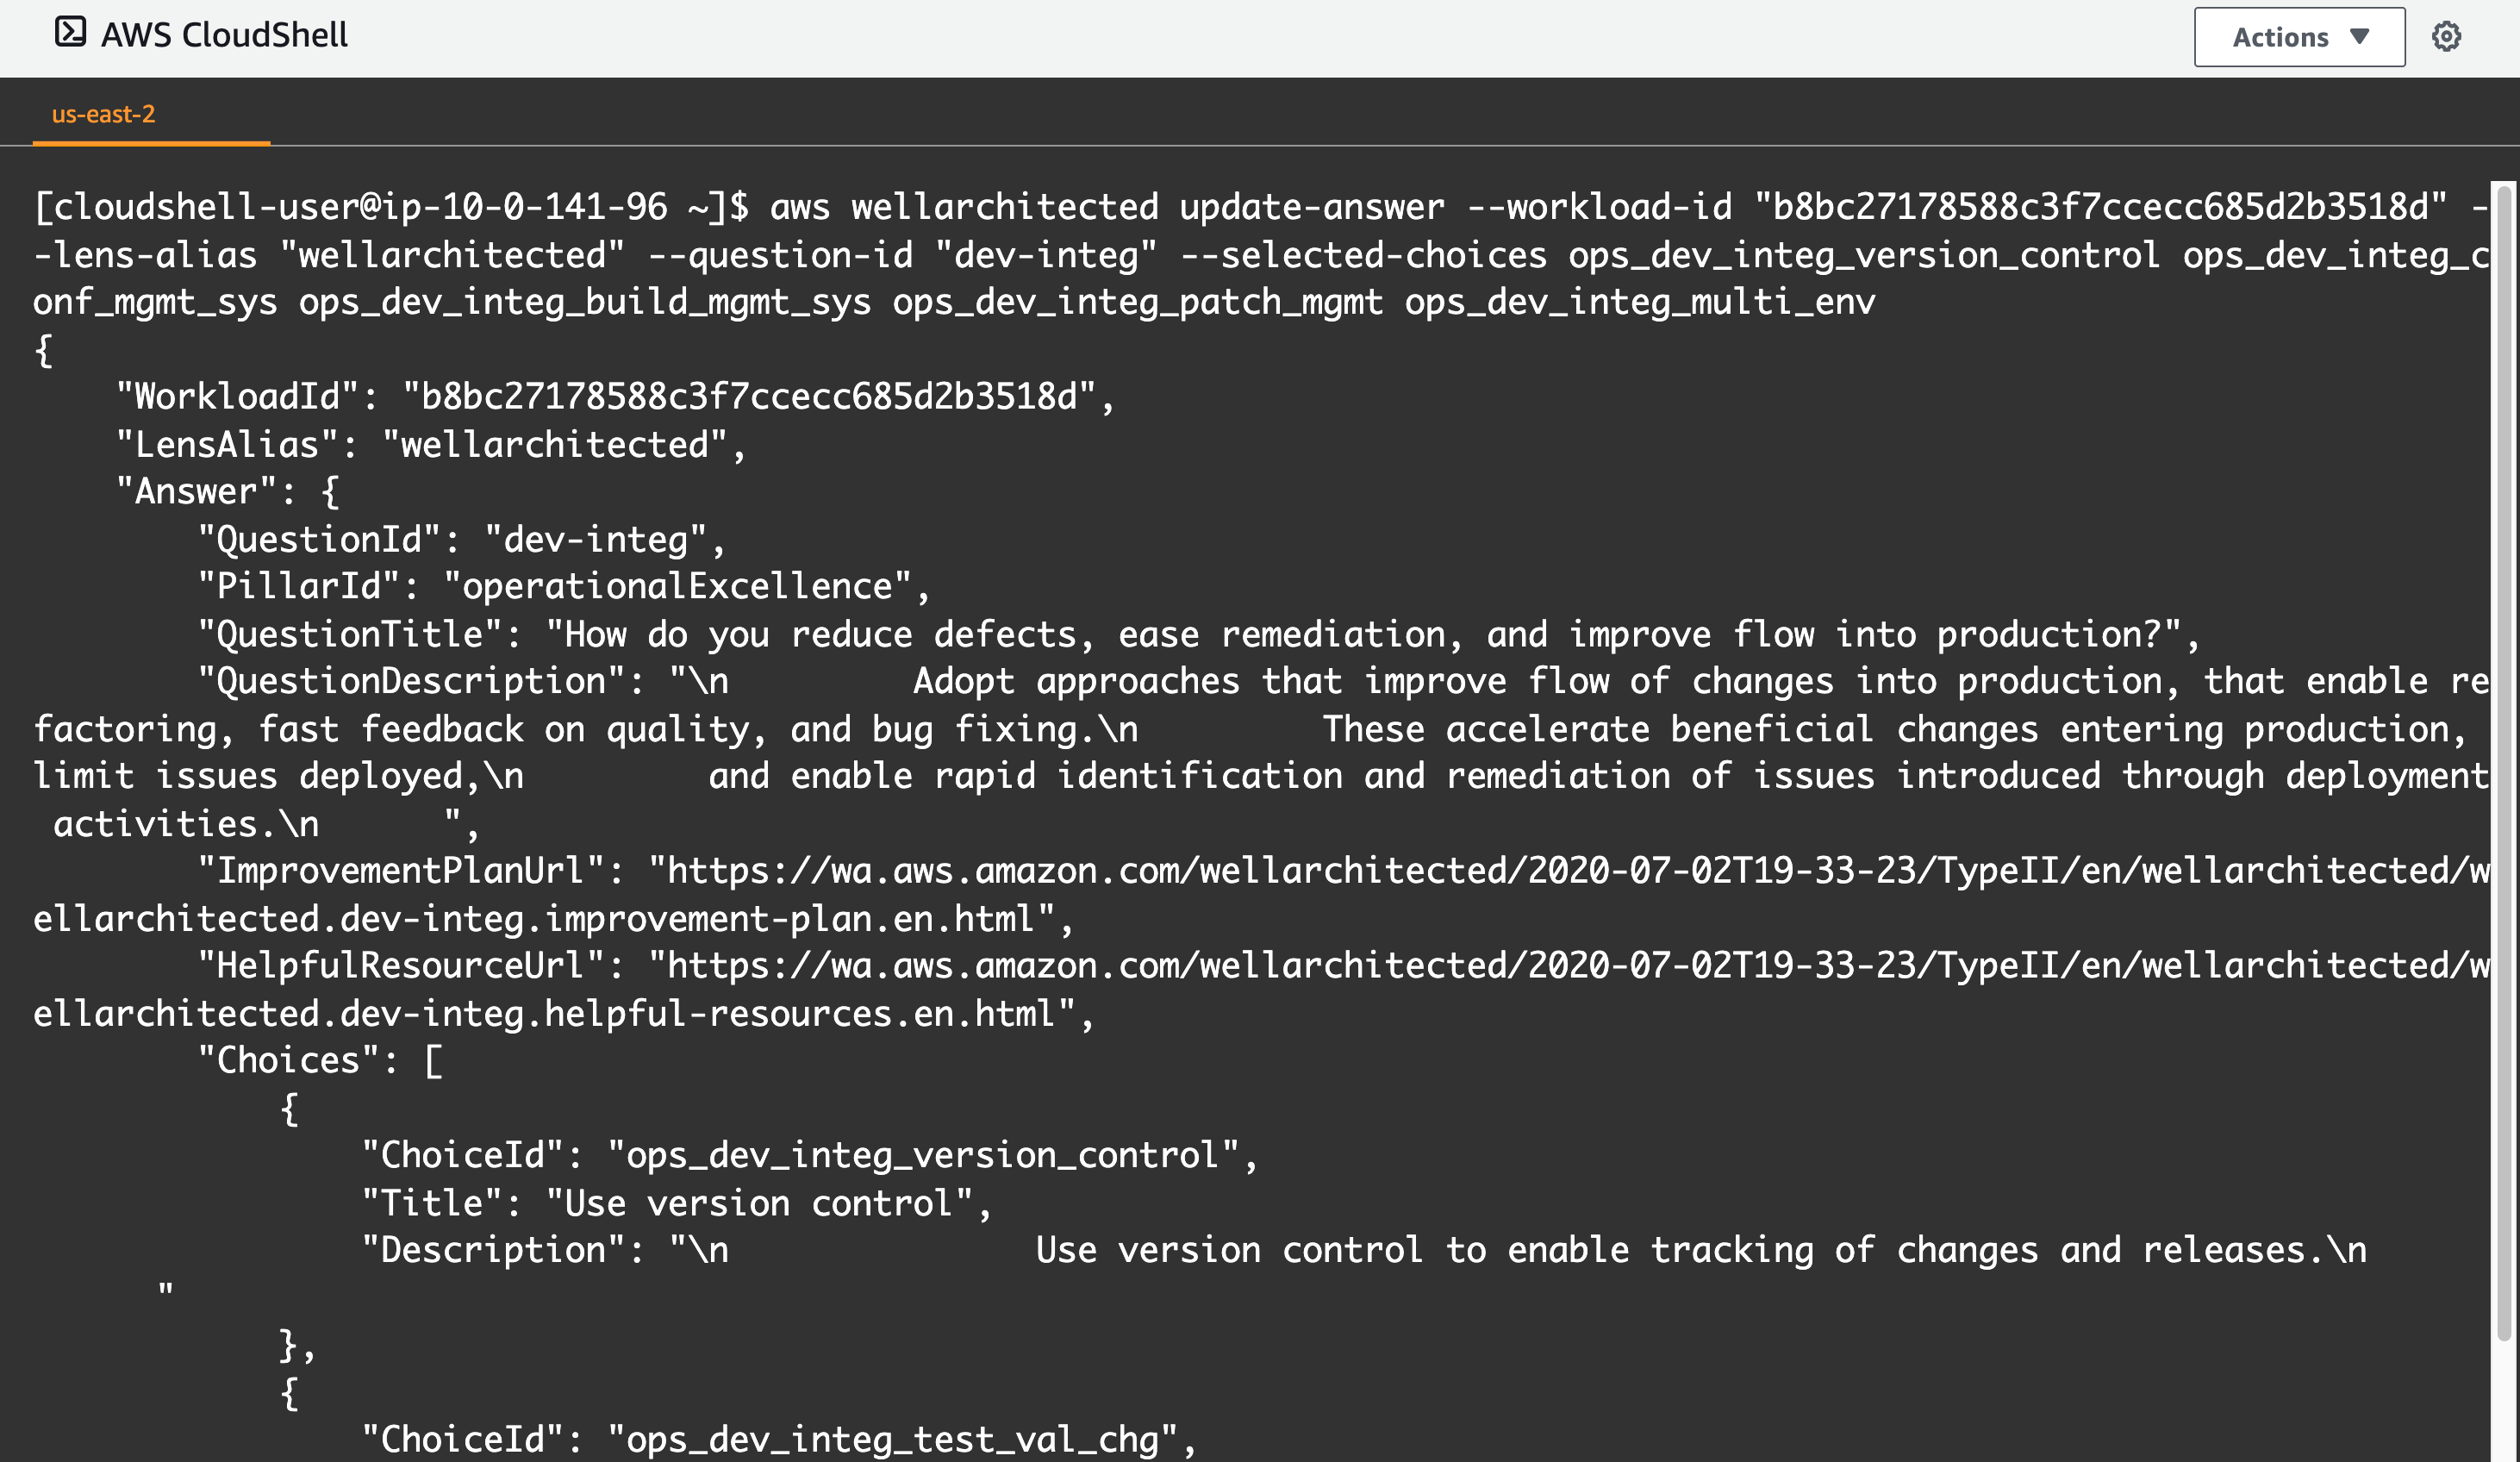 AWS CloudShell
Actions
us-east-2
[cloudshell-user@ip-10-0-141-96 ~]$ aws wellarchitected update-answer --workload-id "b8bc27178588c3f7ccecc685d2b3518d" -
-lens-alias "wellarchitected" --question-id "dev-integ" --selected-choices ops_dev_integ_version_control ops_dev_integ_c
onf_mgmt_sys ops_dev_integ_build_mgmt_sys ops_dev_integ_patch_mgmt ops_dev_integ_multi_env
{
    "WorkloadId": "b8bc27178588c3f7ccecc685d2b3518d",
    "LensAlias": "wellarchitected",
    "Answer": {
        "QuestionId": "dev-integ",
        "PillarId": "operationalExcellence",
        "QuestionTitle": "How do you reduce defects, ease remediation, and improve flow into production?",
        "QuestionDescription": "\n         Adopt approaches that improve flow of changes into production, that enable re
factoring, fast feedback on quality, and bug fixing.\n         These accelerate beneficial changes entering production,
limit issues deployed,\n         and enable rapid identification and remediation of issues introduced through deployment
 activities.\n      ",
        "ImprovementPlanUrl": "https://wa.aws.amazon.com/wellarchitected/2020-07-02T19-33-23/TypeII/en/wellarchitected/w
ellarchitected.dev-integ.improvement-plan.en.html",
        "HelpfulResourceUrl": "https://wa.aws.amazon.com/wellarchitected/2020-07-02T19-33-23/TypeII/en/wellarchitected/w
ellarchitected.dev-integ.helpful-resources.en.html",
        "Choices": [
            {
                "ChoiceId": "ops_dev_integ_version_control",
                "Title": "Use version control",
                "Description": "\n               Use version control to enable tracking of changes and releases.\n
      "
            },
            {
                "ChoiceId": "ops_dev_integ_test_val_chg",